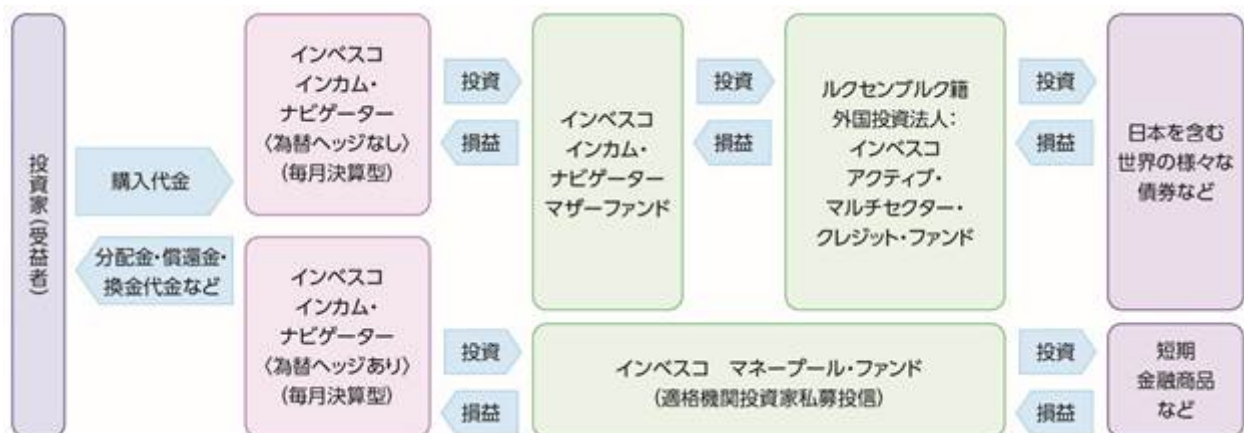 投資家(受益者)
購入代金
分配金・償還金・
換金代金など
インベスコ
インカム・
ナビゲーター
〈為替ヘッジなし〉
(毎月決算型)
インベスコ
インカム・
ナビゲーター
〈為替ヘッジあり〉
(毎月決算型)
投資
損益
インベスコ
インカム・
ナビゲーター
マザーファンド
投資
損益
ルクセンブルク籍
外国投資法人:
インベスコ
アクティブ・
マルチセクター・
クレジット・ファンド
投資
損益
日本を含む
世界の様々な
債券など
投資
損益
インベスコ マネープール・ファンド
(適格機関投資家私募投信)
投資
損益
短期
金融商品
など